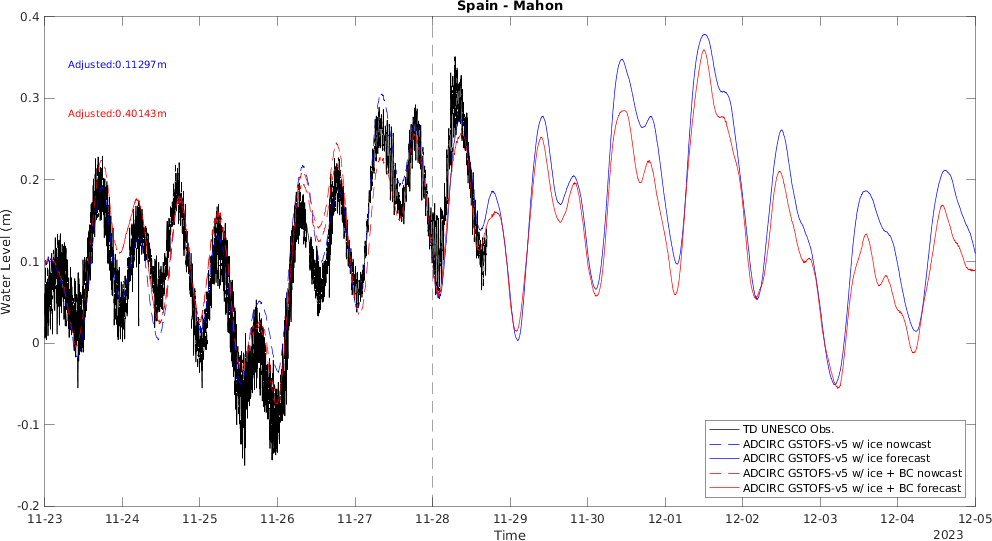 Spain - Mahon
Adjusted:0.11297m
Adjusted:0.40143m
Water Level (m)
0.4
0.3
0.2
0.1
0
-0.1
-0.2
11-23 11-24 11-25 11-26 11-27 11-28 11-29 11-30 12-01 12-02 12-03 12-04 12-05
Time
2023
TD UNESCO Obs.
ADCIRC GSTOFS-v5 w/ ice nowcast
ADCIRC GSTOFS-v5 w/ ice forecast
ADCIRC GSTOFS-v5 w/ ice + BC nowcast
ADCIRC GSTOFS-v5 w/ ice + BC forecast